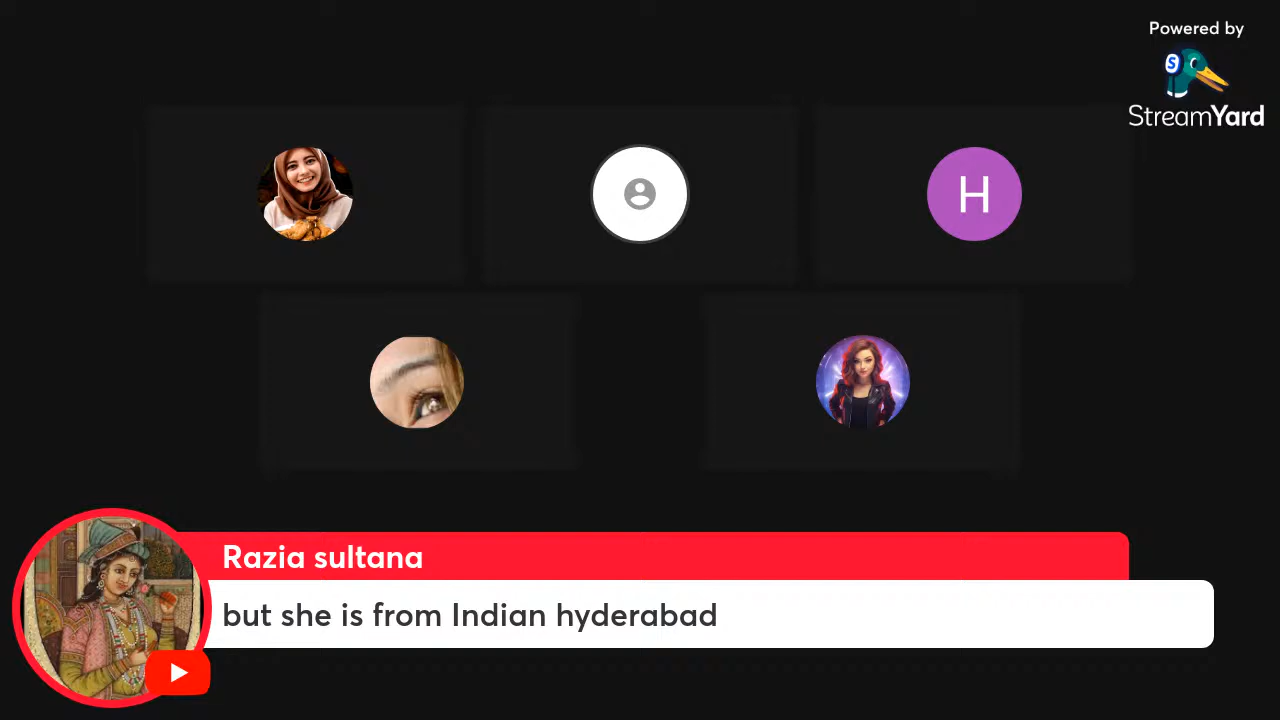 Powered by
S
StreamYard
H
Razia sultana
but she is from Indian hyderabad